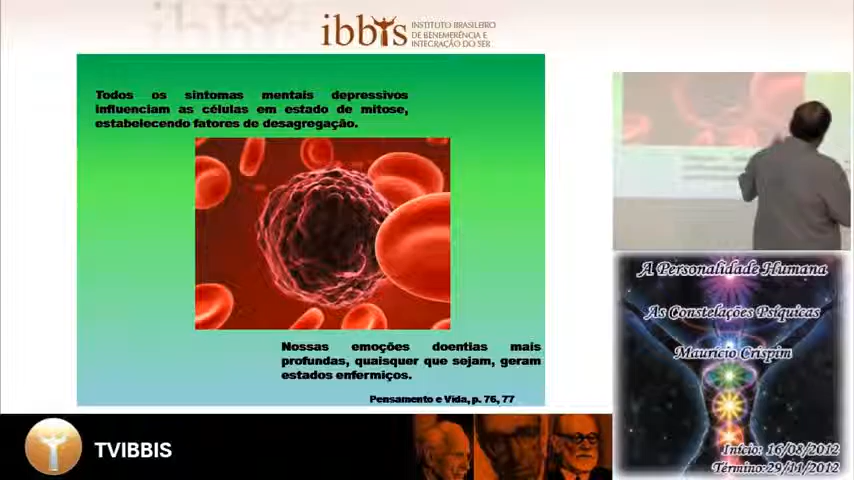 ibbis
INSTITUTO BRASILEIRO
DE BENEMERÊNCIA E
INTEGRAÇÃO DO SER
Todos os sintomas mentais depressivos
influenciam as células em estado de mitose,
estabelecendo fatores de desagregação.
Nossas emoções doentias mais
profundas, quaisquer que sejam, geram
estados enfermiços.
Pensamento e Vida, p. 76, 77
A Personalidade Humana
As Constelações Psíquicas
Maurício Crispim
Início: 16/08/2012
Término:29/11/2012
TVIBBIS